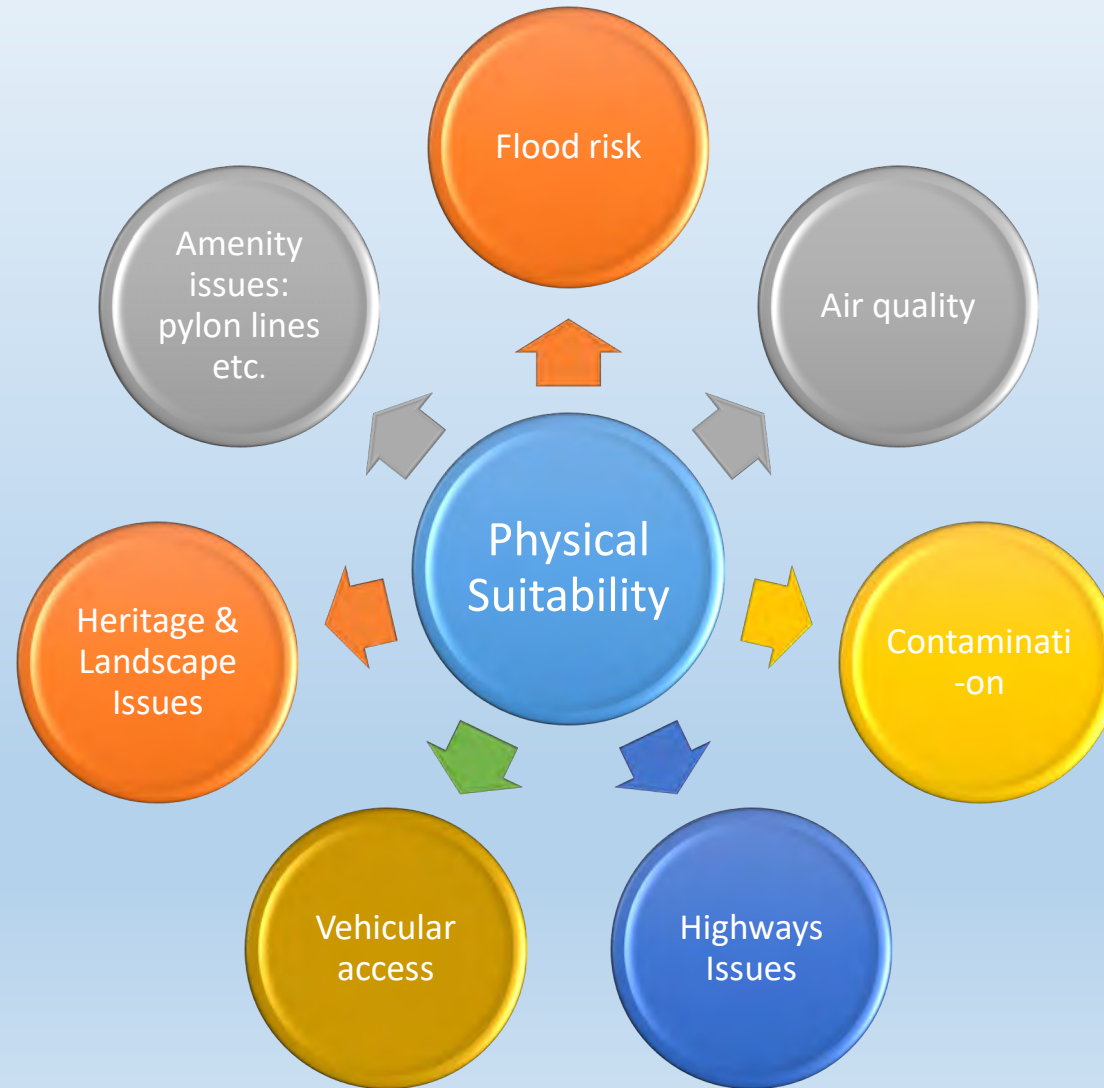 Flood risk
Amenity
issues:
pylon lines
etc.
Air quality
Physical
Suitability
Heritage &
Landscape
Issues
Contaminati
-on
Vehicular
access
Highways
Issues